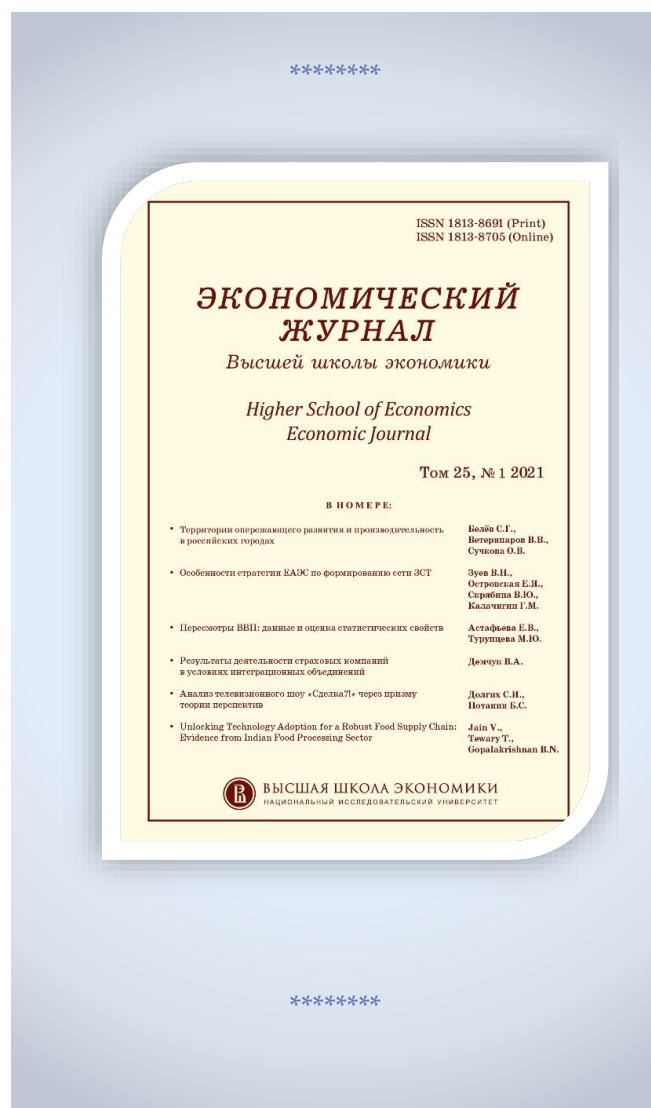 ********
ISSN 1813-8691 (Print)
ISSN 1813-8705 (Online)
ЭКОНОМИЧЕСКИЙ
ЖУРНАЛ
Высшей школы экономики
Higher School of Economics
Economic Journal
Том 25, № 1 2021
В НОМЕРЕ:
• Территории опережающего развития и производительность
в российских городах
Белёв С.Г.,
Ветеринаров В.В.,
Сучкова О.В.
• Особенности стратегии ЕАЭС по формированию сети ЗСТ
Зуев В.Н.,
Островская Е.Я.,
Скрябина В.Ю.,
Калачигин Г.М.
• Пересмотры ВВП: данные и оценка статистических свойств
Астафьева Е.В.,
Турунцева М.Ю.
• Результаты деятельности страховых компаний
в условиях интеграционных объединений
Демчук В.А.
• Анализ телевизионного шоу «Сделка?!» через призму
теории перспектив
Долгих С.И.,
Потанин Б.С.
• Unlocking Technology Adoption for a Robust Food Supply Chain:
Evidence from Indian Food Processing Sector
Jain V.,
Tewary T.,
Gopalakrishnan B.N.
ВЫСШАЯ ШКОЛА ЭКОНОМИКИ
НАЦИОНАЛЬНЫЙ ИССЛЕДОВАТЕЛЬСКИЙ УНИВЕРСИТЕТ
********